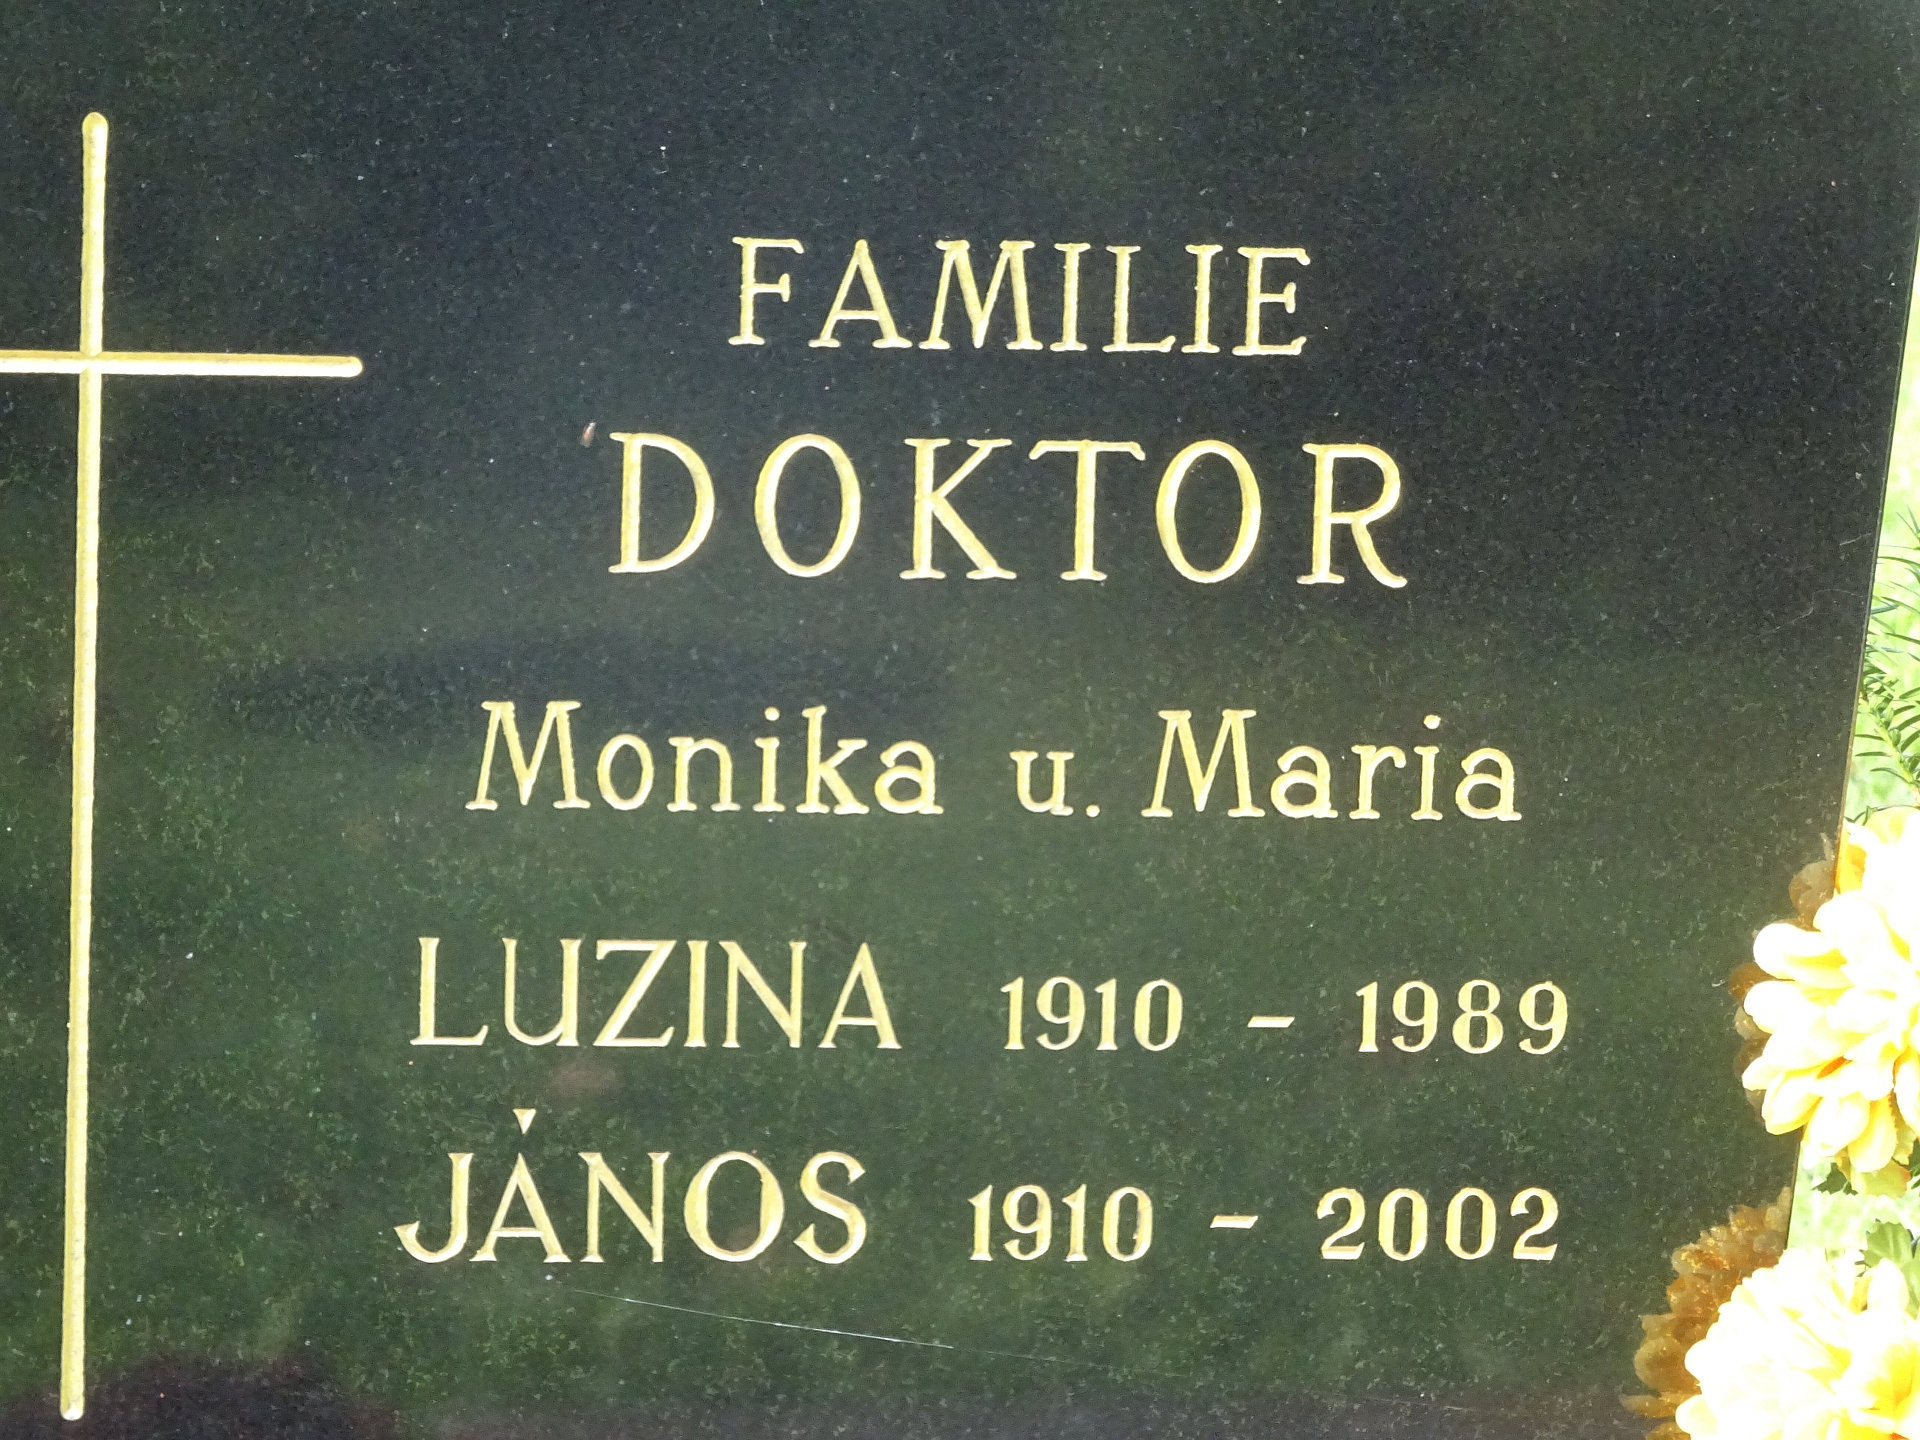 FAMILIE
DOKTOR
Monika u. Maria
LUZINA 1910 - 1989
JÁNOS 1910 - 2002